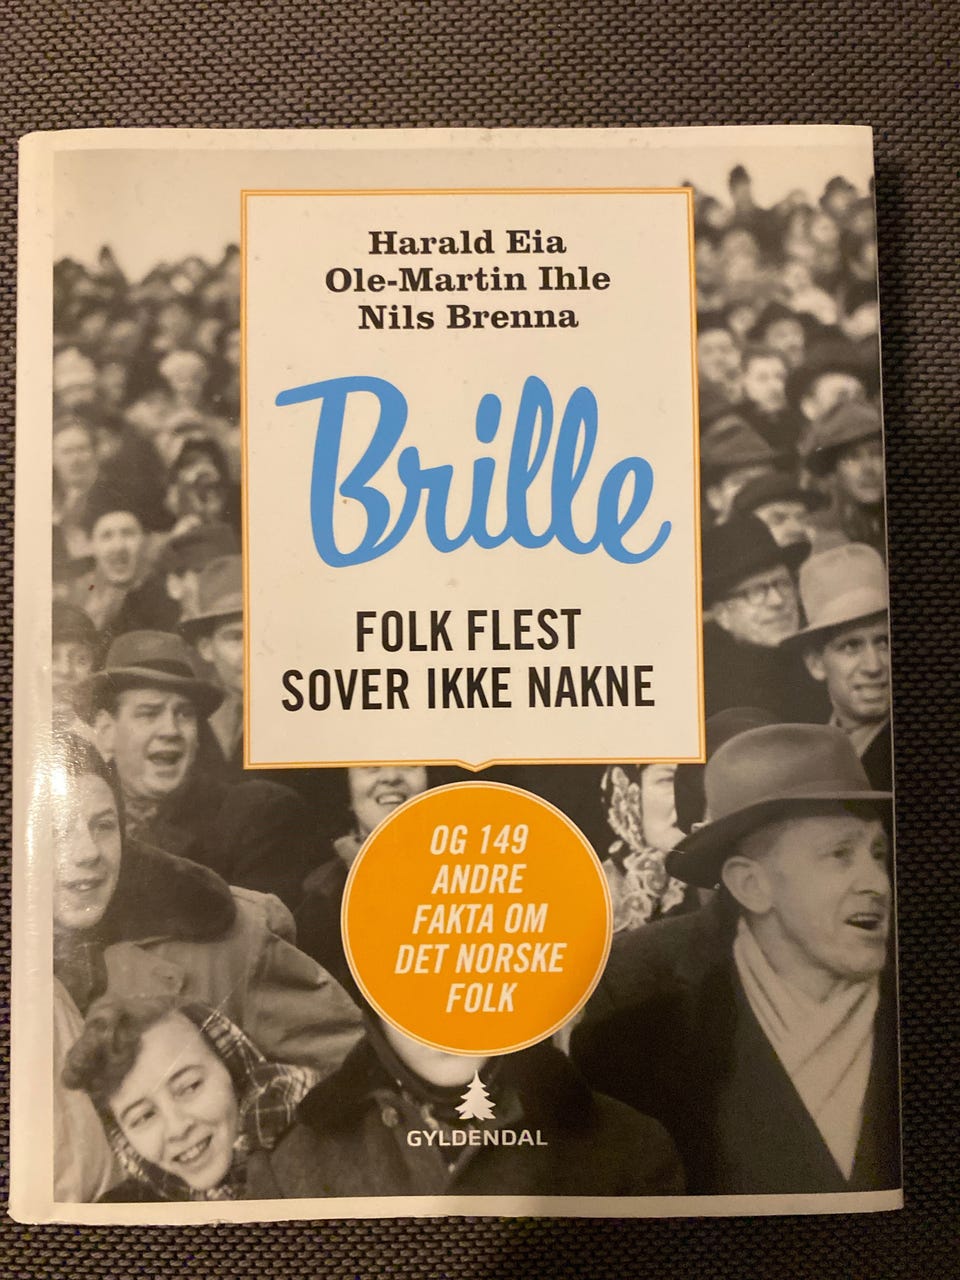 Harald Eia
Ole-Martin Ihle
Nils Brenna
Brille
FOLK FLEST
SOVER IKKE NAKNE
OG 149
ANDRE
FAKTA OM
DET NORSKE
FOLK
GYLDENDAL